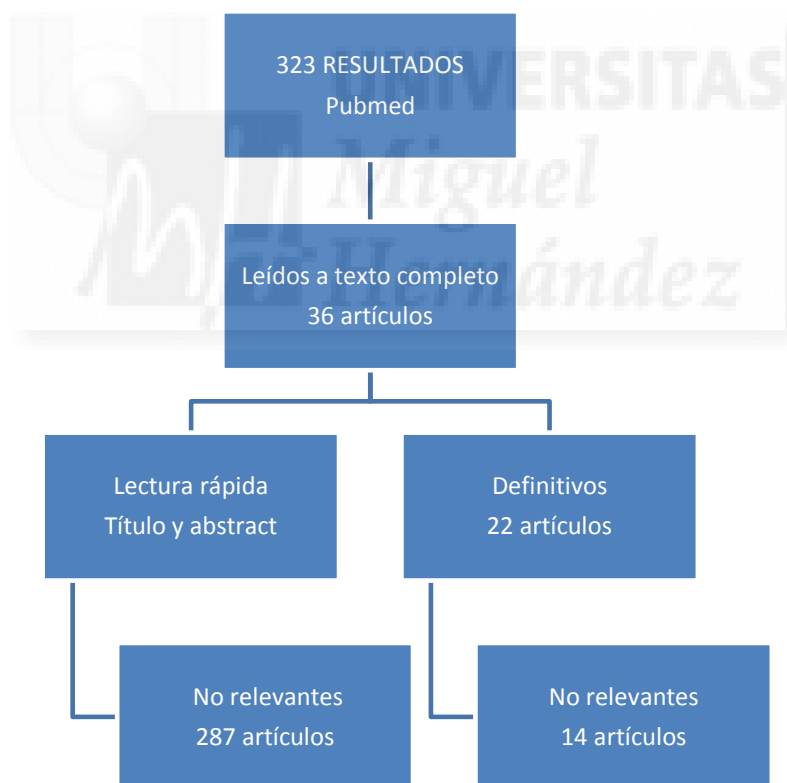 UNIVERSITAS
Miguel
Hernández
323 RESULTADOS
Pubmed
Leídos a texto completo
36 artículos
Lectura rápida
Título y abstract
Definitivos
22 artículos
No relevantes
287 artículos
No relevantes
14 artículos